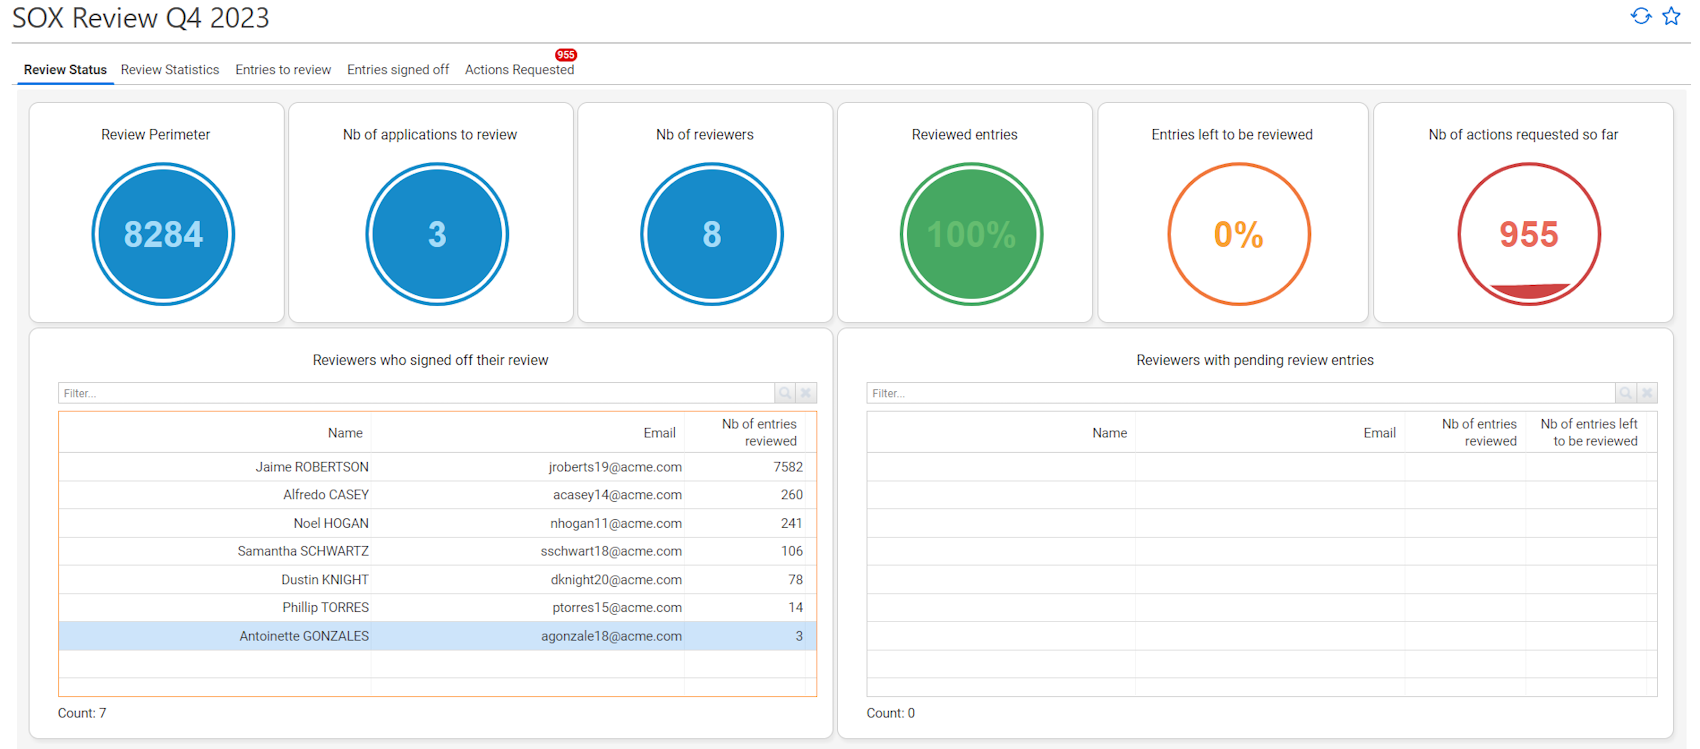 SOX Review Q4 2023
955
Review Status Review Statistics Entries to review Entries signed off Actions Requested
Review Perimeter
8284
Nb of applications to review
3
Nb of reviewers
8
Reviewed entries
100%
Entries left to be reviewed
0%
Nb of actions requested so far
955
Reviewers who signed off their review
Filter...
Name Email Nb of entries
reviewed
Jaime ROBERTSON jroberts19@acme.com 7582
Alfredo CASEY acasey14@acme.com 260
Noel HOGAN nhogan11@acme.com 241
Samantha SCHWARTZ sschwart18@acme.com 106
Dustin KNIGHT dknight20@acme.com 78
Phillip TORRES ptorres15@acme.com 14
Antoinette GONZALES agonzale18@acme.com 3
Count: 7
Reviewers with pending review entries
Filter...
Name Email Nb of entries Nb of entries left
reviewed to be reviewed
Count: 0